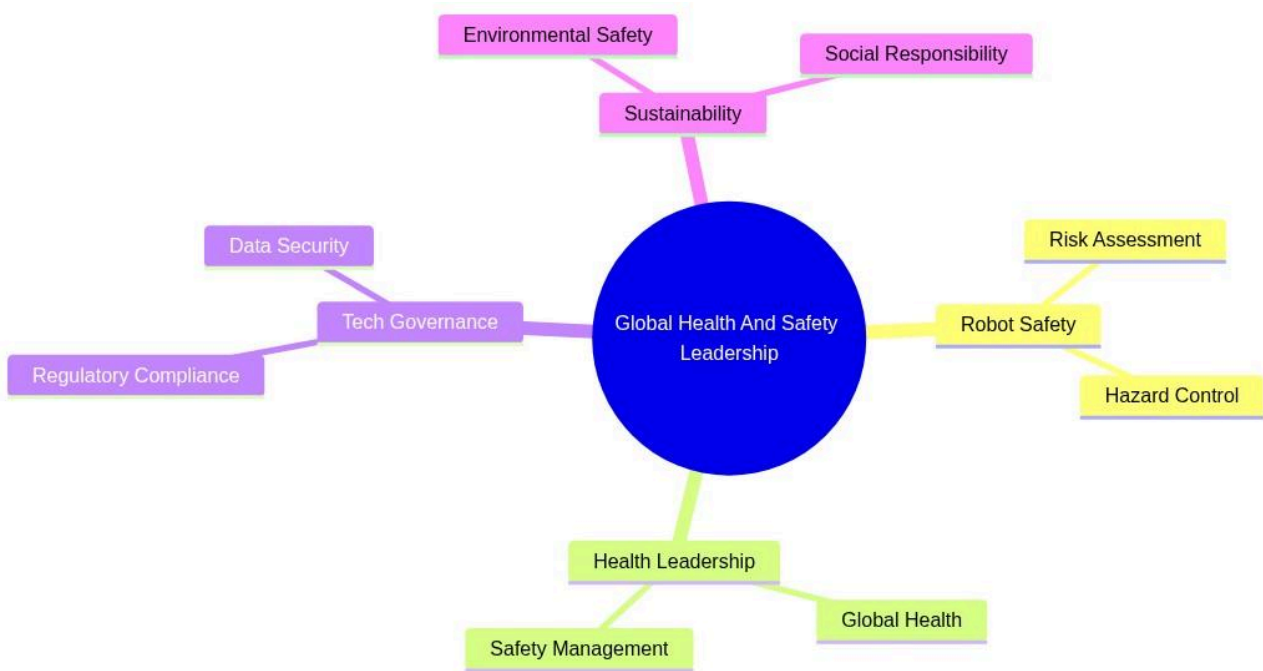 Environmental Safety
Social Responsibility
Sustainability
Data Security
Risk Assessment
Tech Governance
Global Health And Safety
Leadership
Robot Safety
Regulatory Compliance
Hazard Control
Health Leadership
Global Health
Safety Management